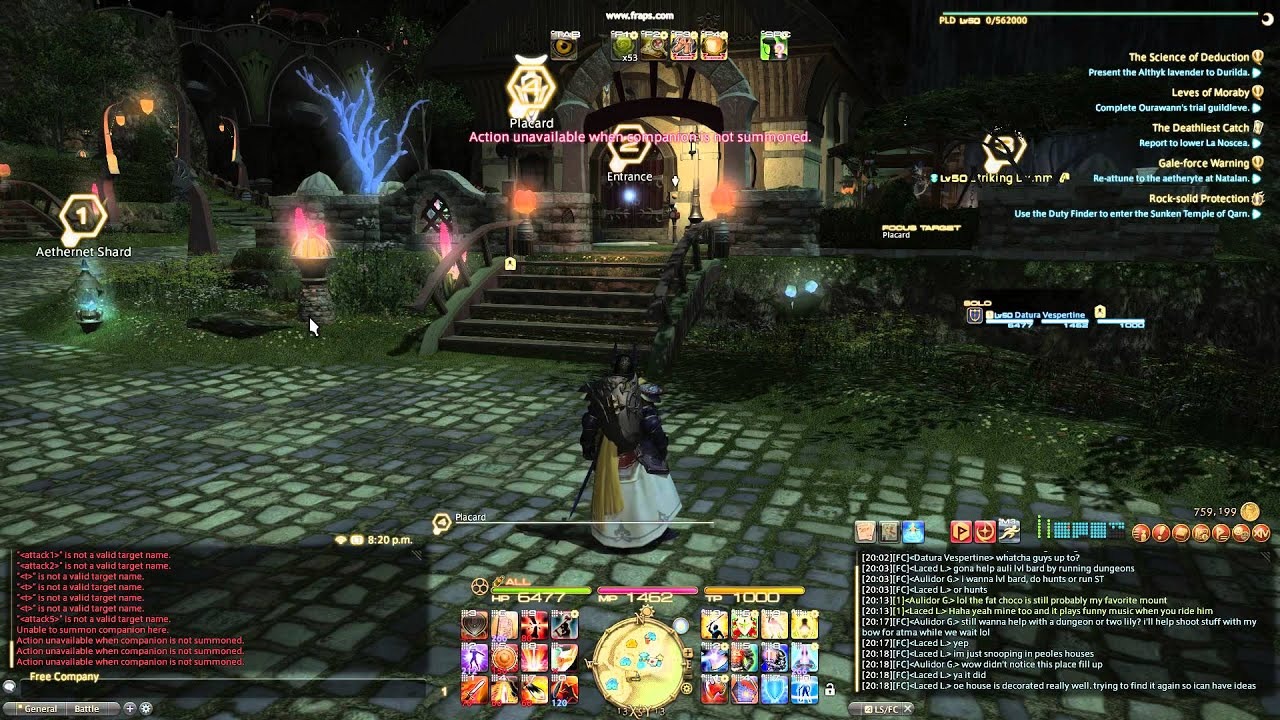 www.fraps.com
PLD Lv50 0/562000
x53
The Science of Deduction
Present the Althyk lavender to Durilda.
Leves of Moraby
Complete Ourawann's trial guildleve.
The Deathliest Catch
Report to lower La Noscea.
Gale-force Warning
Re-attune to the aetheryte at Natalan.
Rock-solid Protection
Use the Duty Finder to enter the Sunken Temple of Qarn.
4
Placard
Action unavailable when companion is not summoned.
2
Entrance
Lv50
1
Aethernet Shard
FOCUS TARGET
Placard
SOLO
Lv50 Datura Vespertine
6477 1462 1000
4 Placard
759,199
8:20 p.m.
"<attack1>" is not a valid target name.
"<attack2>" is not a valid target name.
"<t>" is not a valid target name.
"<t>" is not a valid target name.
"<t>" is not a valid target name.
"<t>" is not a valid target name.
"<attack5>" is not a valid target name.
Unable to summon companion here.
Action unavailable when companion is not summoned.
Action unavailable when companion is not summoned.
Action unavailable when companion is not summoned.
Free Company
General Battle
ALL
HP 6477 MP 1462 TP 1000
1
[20:02][FC]<Datura Vespertine> whatcha guys up to?
[20:03][FC]<Laced L.> gona help auli lvl bard by running dungeons
[20:03][FC]<Aulidor G.> i wanna lvl bard, do hunts or run ST
[20:03][FC]<Laced L.> or hunts
[20:13][1]<Aulidor G.> lol the fat choco is still probably my favorite mount
[20:13][1]<Laced L.> Haha yeah mine too and it plays funny music when you ride him
[20:17][FC]<Aulidor G.> still wanna help with a dungeon or two lily? i'll help shoot stuff with my
bow for atma while we wait lol
[20:17][FC]<Laced L.> yep
[20:18][FC]<Laced L.> im just snooping in peoles houses
[20:18][FC]<Aulidor G.> wow didn't notice this place fill up
[20:18][FC]<Laced L.> ya it did
[20:18][FC]<Laced L.> oe house is decorated really well. trying to find it again so ican have ideas
LS/FC